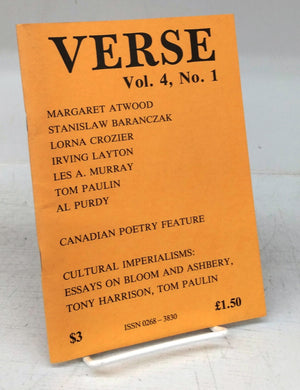 VERSE
Vol. 4, No. 1
MARGARET ATWOOD
STANISLAW BARANCZAK
LORNA CROZIER
IRVING LAYTON
LES A. MURRAY
TOM PAULIN
AL PURDY
CANADIAN POETRY FEATURE
CULTURAL IMPERIALISMS:
ESSAYS ON BLOOM AND ASHBERY,
TONY HARRISON, TOM PAULIN
$3
ISSN 0268-3830
£1.50